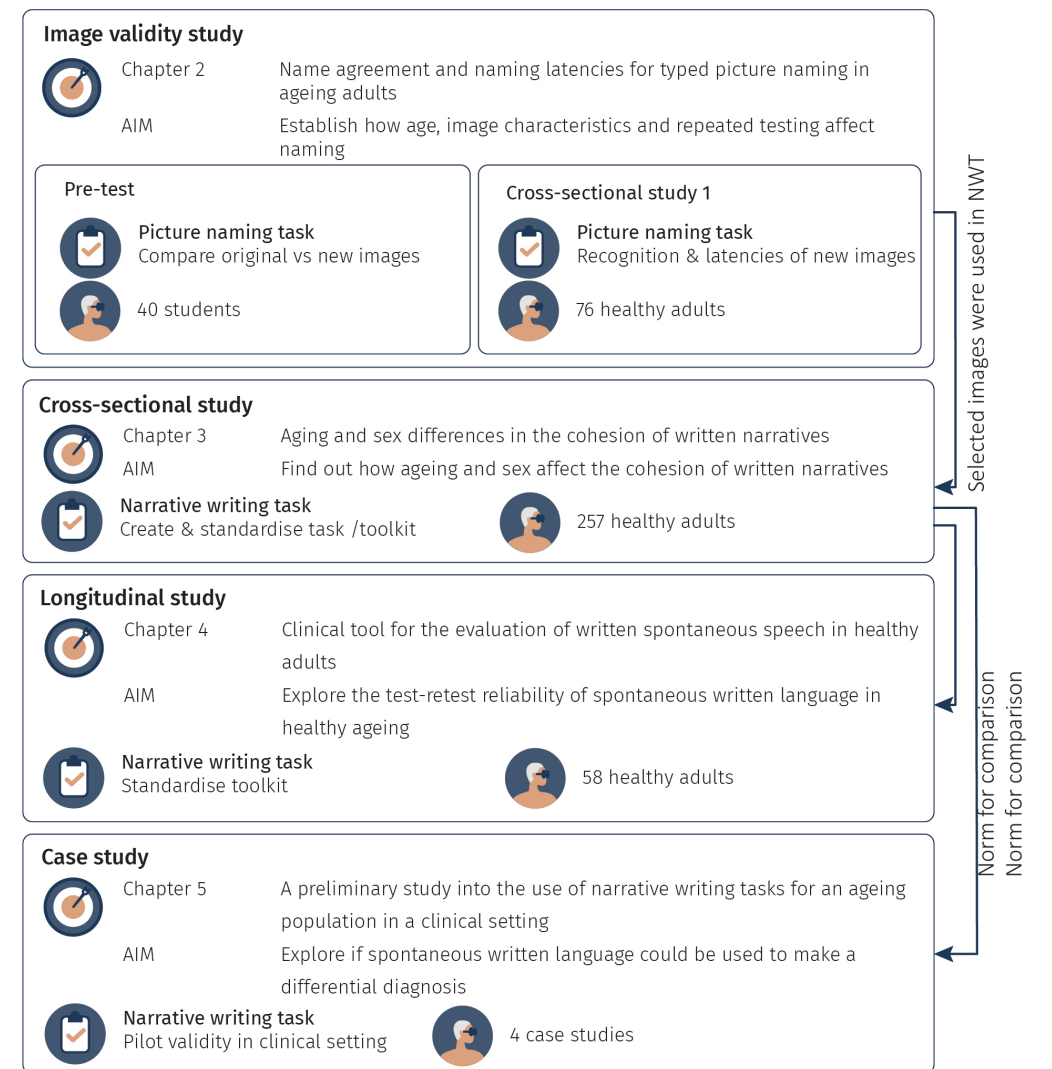 Image validity study
Chapter 2
Name agreement and naming latencies for typed picture naming in
ageing adults
AIM
Establish how age, image characteristics and repeated testing affect
naming
Pre-test
Picture naming task
Compare original vs new images
40 students
Cross-sectional study 1
Picture naming task
Recognition & latencies of new images
76 healthy adults
Selected images were used in NWT
Cross-sectional study
Chapter 3
Aging and sex differences in the cohesion of written narratives
AIM
Find out how ageing and sex affect the cohesion of written narratives
Narrative writing task
Create & standardise task /toolkit
257 healthy adults
Longitudinal study
Chapter 4
Clinical tool for the evaluation of written spontaneous speech in healthy
adults
AIM
Explore the test-retest reliability of spontaneous written language in
healthy ageing
Narrative writing task
Standardise toolkit
58 healthy adults
Norm for comparison
Norm for comparison
Case study
Chapter 5
A preliminary study into the use of narrative writing tasks for an ageing
population in a clinical setting
AIM
Explore if spontaneous written language could be used to make a
differential diagnosis
Narrative writing task
Pilot validity in clinical setting
4 case studies